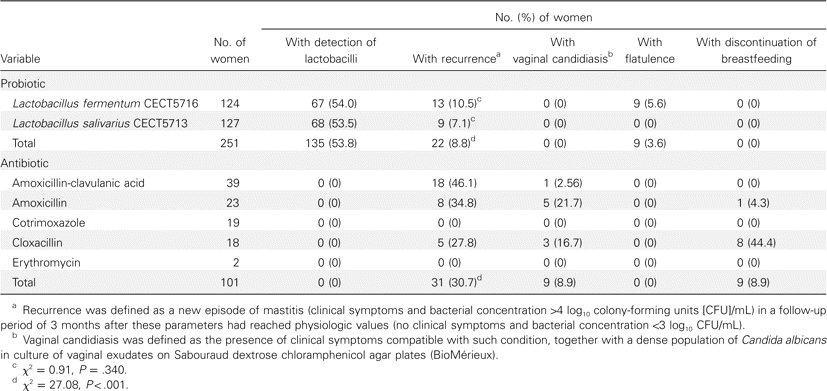 No. (%) of women
Variable No. of women With detection of lactobacilli With recurrenceᵃ With vaginal candidiasisᵇ With flatulence With discontinuation of breastfeeding
Probiotic
Lactobacillus fermentum CECT5716 124 67 (54.0) 13 (10.5)ᶜ 0 (0) 9 (5.6) 0 (0)
Lactobacillus salivarius CECT5713 127 68 (53.5) 9 (7.1)ᶜ 0 (0) 0 (0) 0 (0)
Total 251 135 (53.8) 22 (8.8)ᵈ 0 (0) 9 (3.6) 0 (0)
Antibiotic
Amoxicillin-clavulanic acid 39 0 (0) 18 (46.1) 1 (2.56) 0 (0) 0 (0)
Amoxicillin 23 0 (0) 8 (34.8) 5 (21.7) 0 (0) 1 (4.3)
Cotrimoxazole 19 0 (0) 0 (0) 0 (0) 0 (0) 0 (0)
Cloxacillin 18 0 (0) 5 (27.8) 3 (16.7) 0 (0) 8 (44.4)
Erythromycin 2 0 (0) 0 (0) 0 (0) 0 (0) 0 (0)
Total 101 0 (0) 31 (30.7)ᵈ 9 (8.9) 0 (0) 9 (8.9)
ᵃ Recurrence was defined as a new episode of mastitis (clinical symptoms and bacterial concentration >4 log₁₀ colony-forming units [CFU]/mL) in a follow-up
period of 3 months after these parameters had reached physiologic values (no clinical symptoms and bacterial concentration <3 log₁₀ CFU/mL).
ᵇ Vaginal candidiasis was defined as the presence of clinical symptoms compatible with such condition, together with a dense population of Candida albicans
in culture of vaginal exudates on Sabouraud dextrose chloramphenicol agar plates (BioMérieux).
ᶜ χ² = 0.91, P = .340.
ᵈ χ² = 27.08, P< .001.